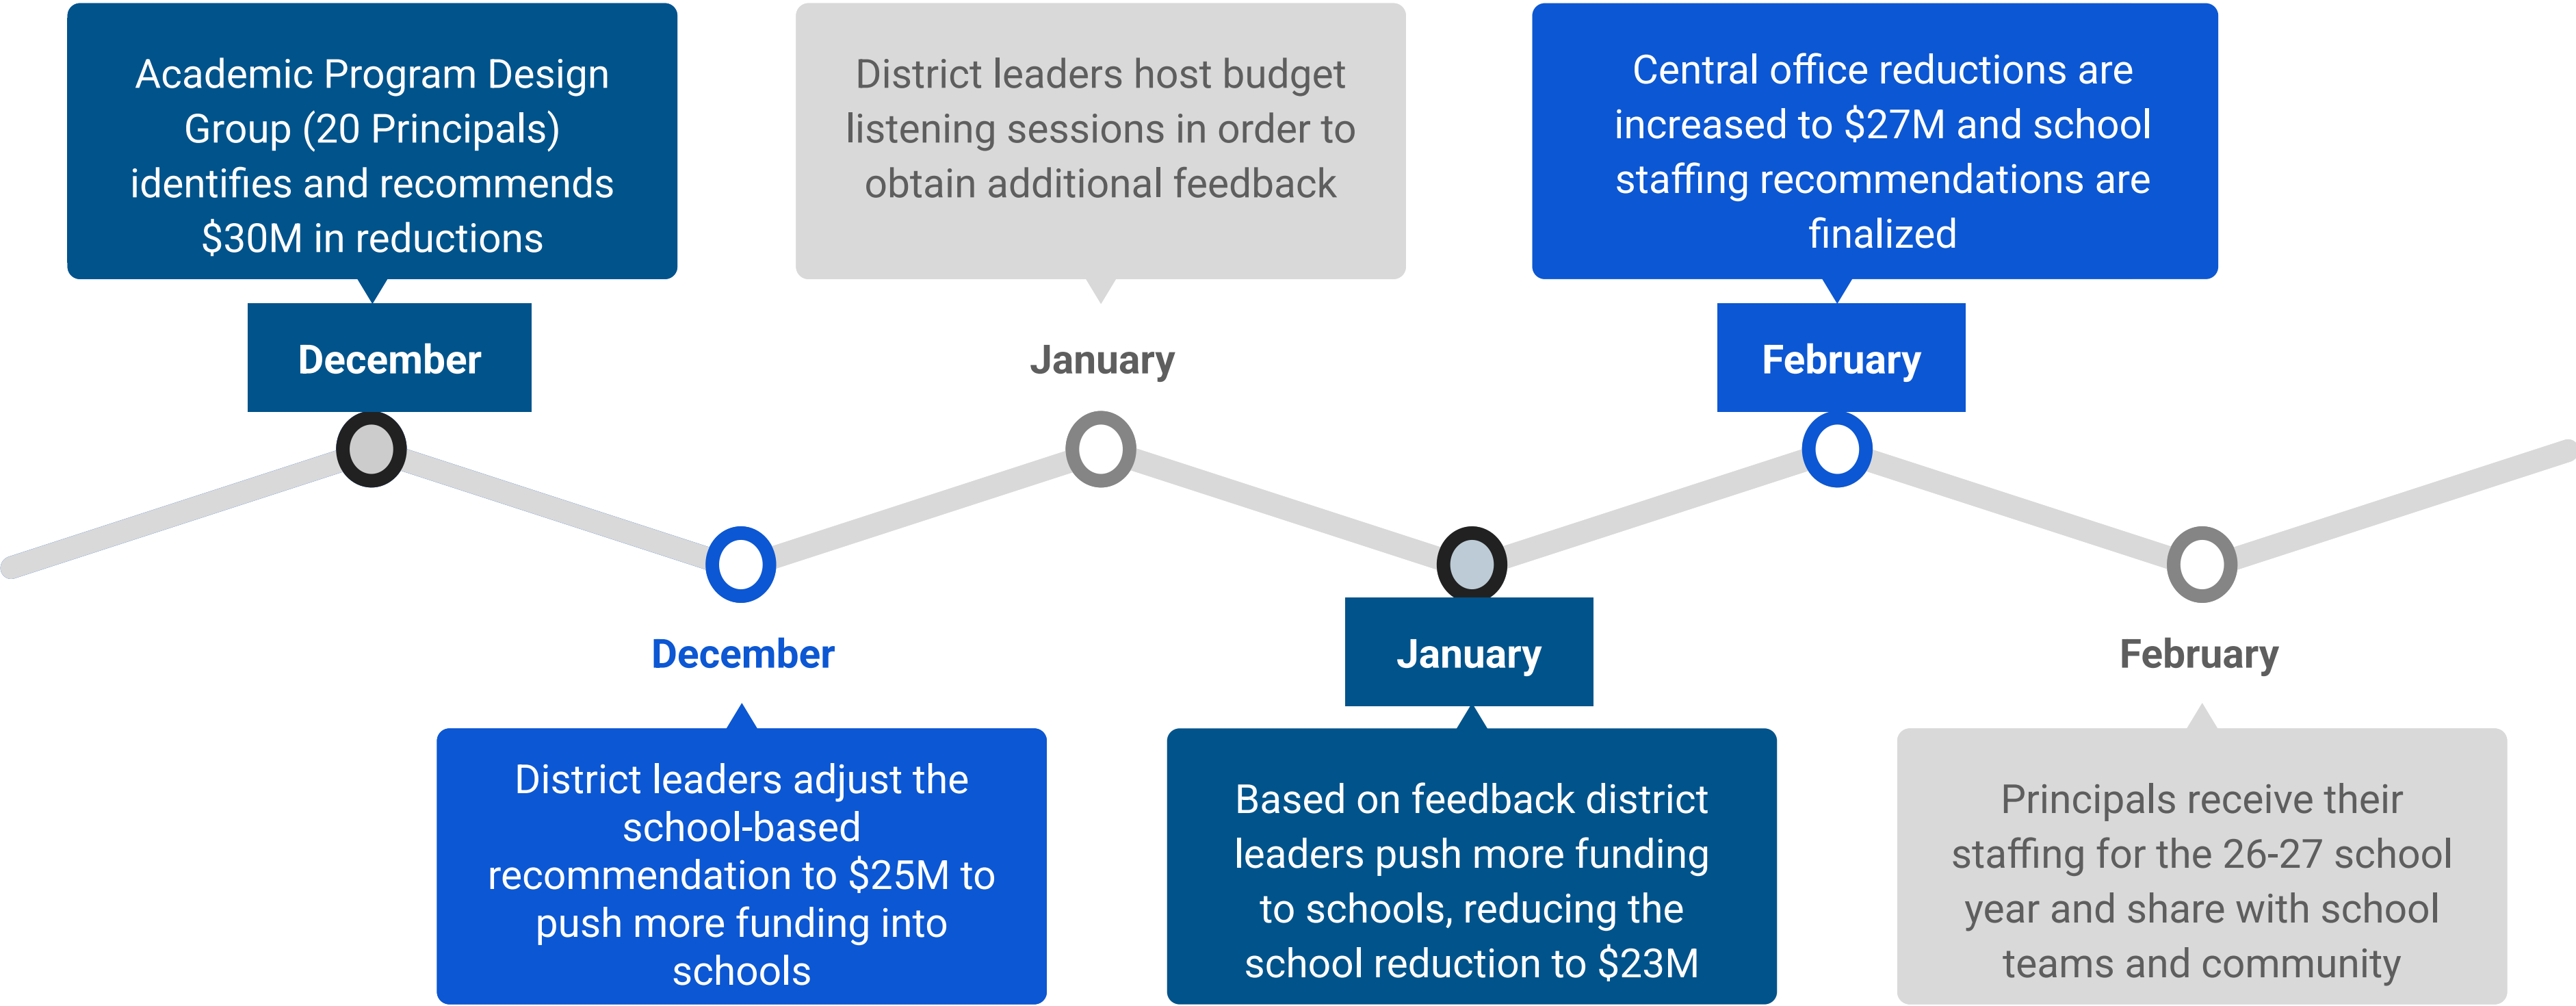 Academic Program Design
Group (20 Principals)
identifies and recommends
$30M in reductions
December
District leaders adjust the
school-based
recommendation to $25M to
push more funding into
schools
December
District leaders host budget
listening sessions in order to
obtain additional feedback
January
Based on feedback district
leaders push more funding
to schools, reducing the
school reduction to $23M
January
Central office reductions are
increased to $27M and school
staffing recommendations are
finalized
February
Principals receive their
staffing for the 26-27 school
year and share with school
teams and community
February